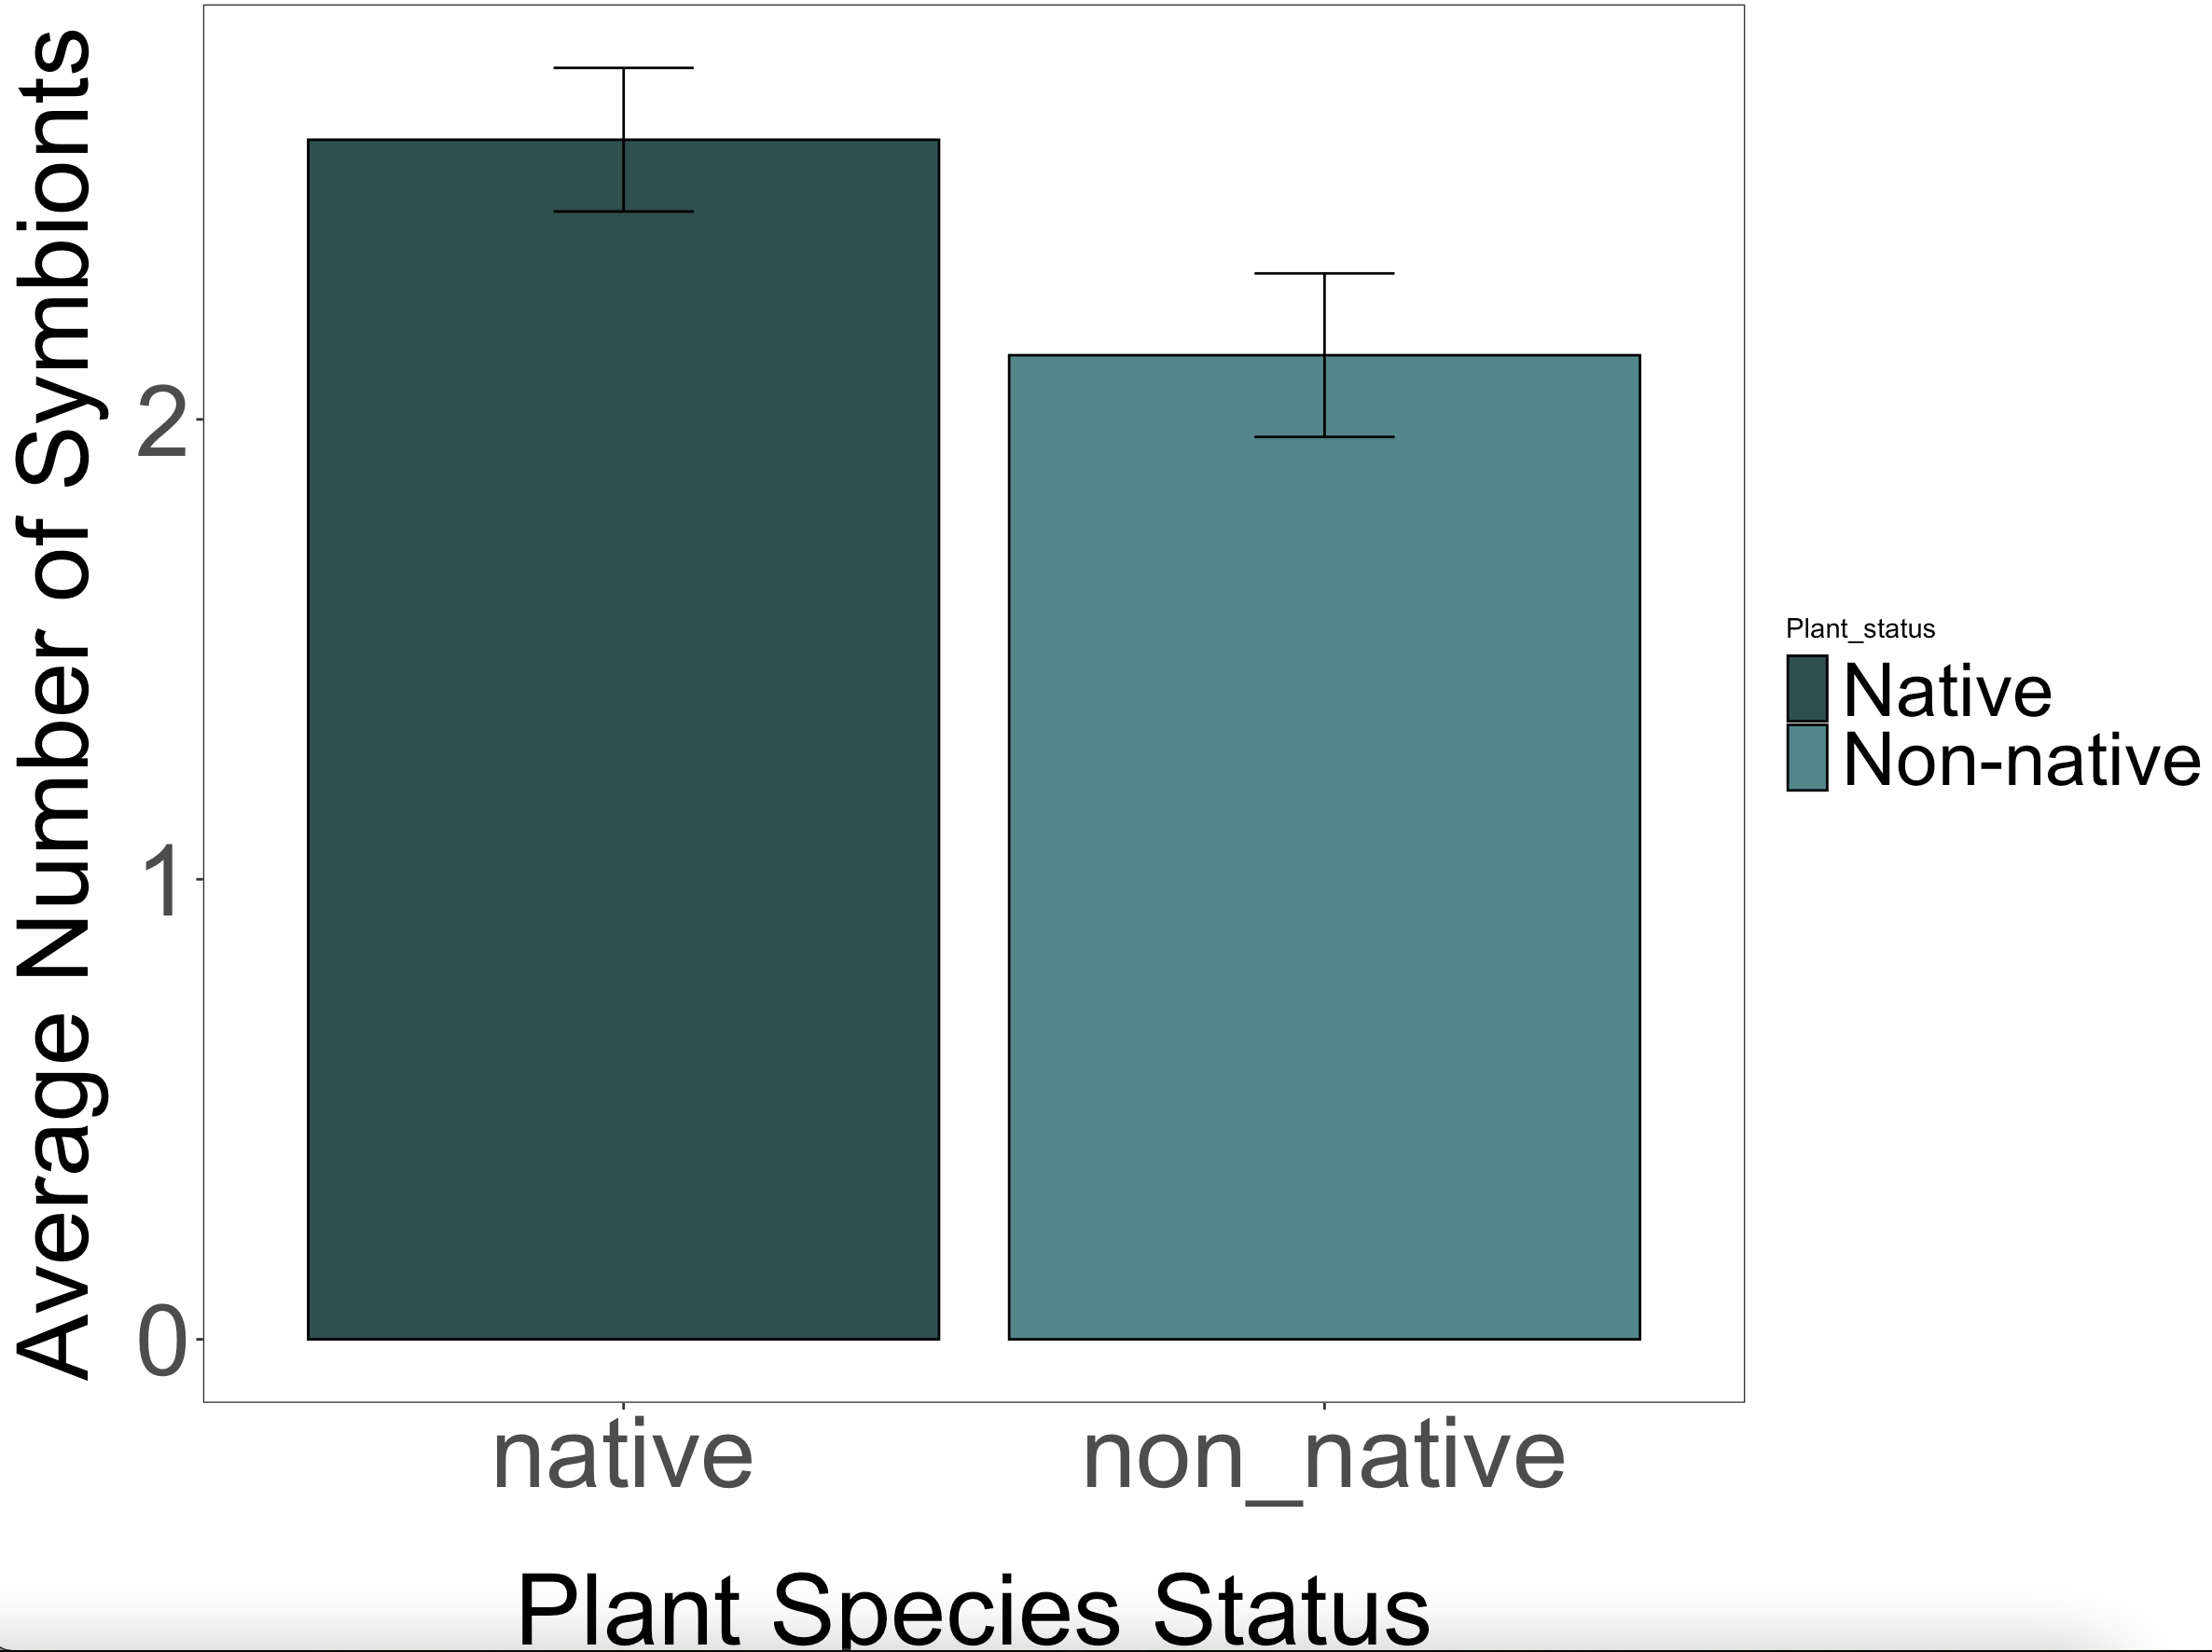 Average Number of Symbionts
2
1
0
native
non_native
Plant Species Status
Plant_status
Native
Non-native